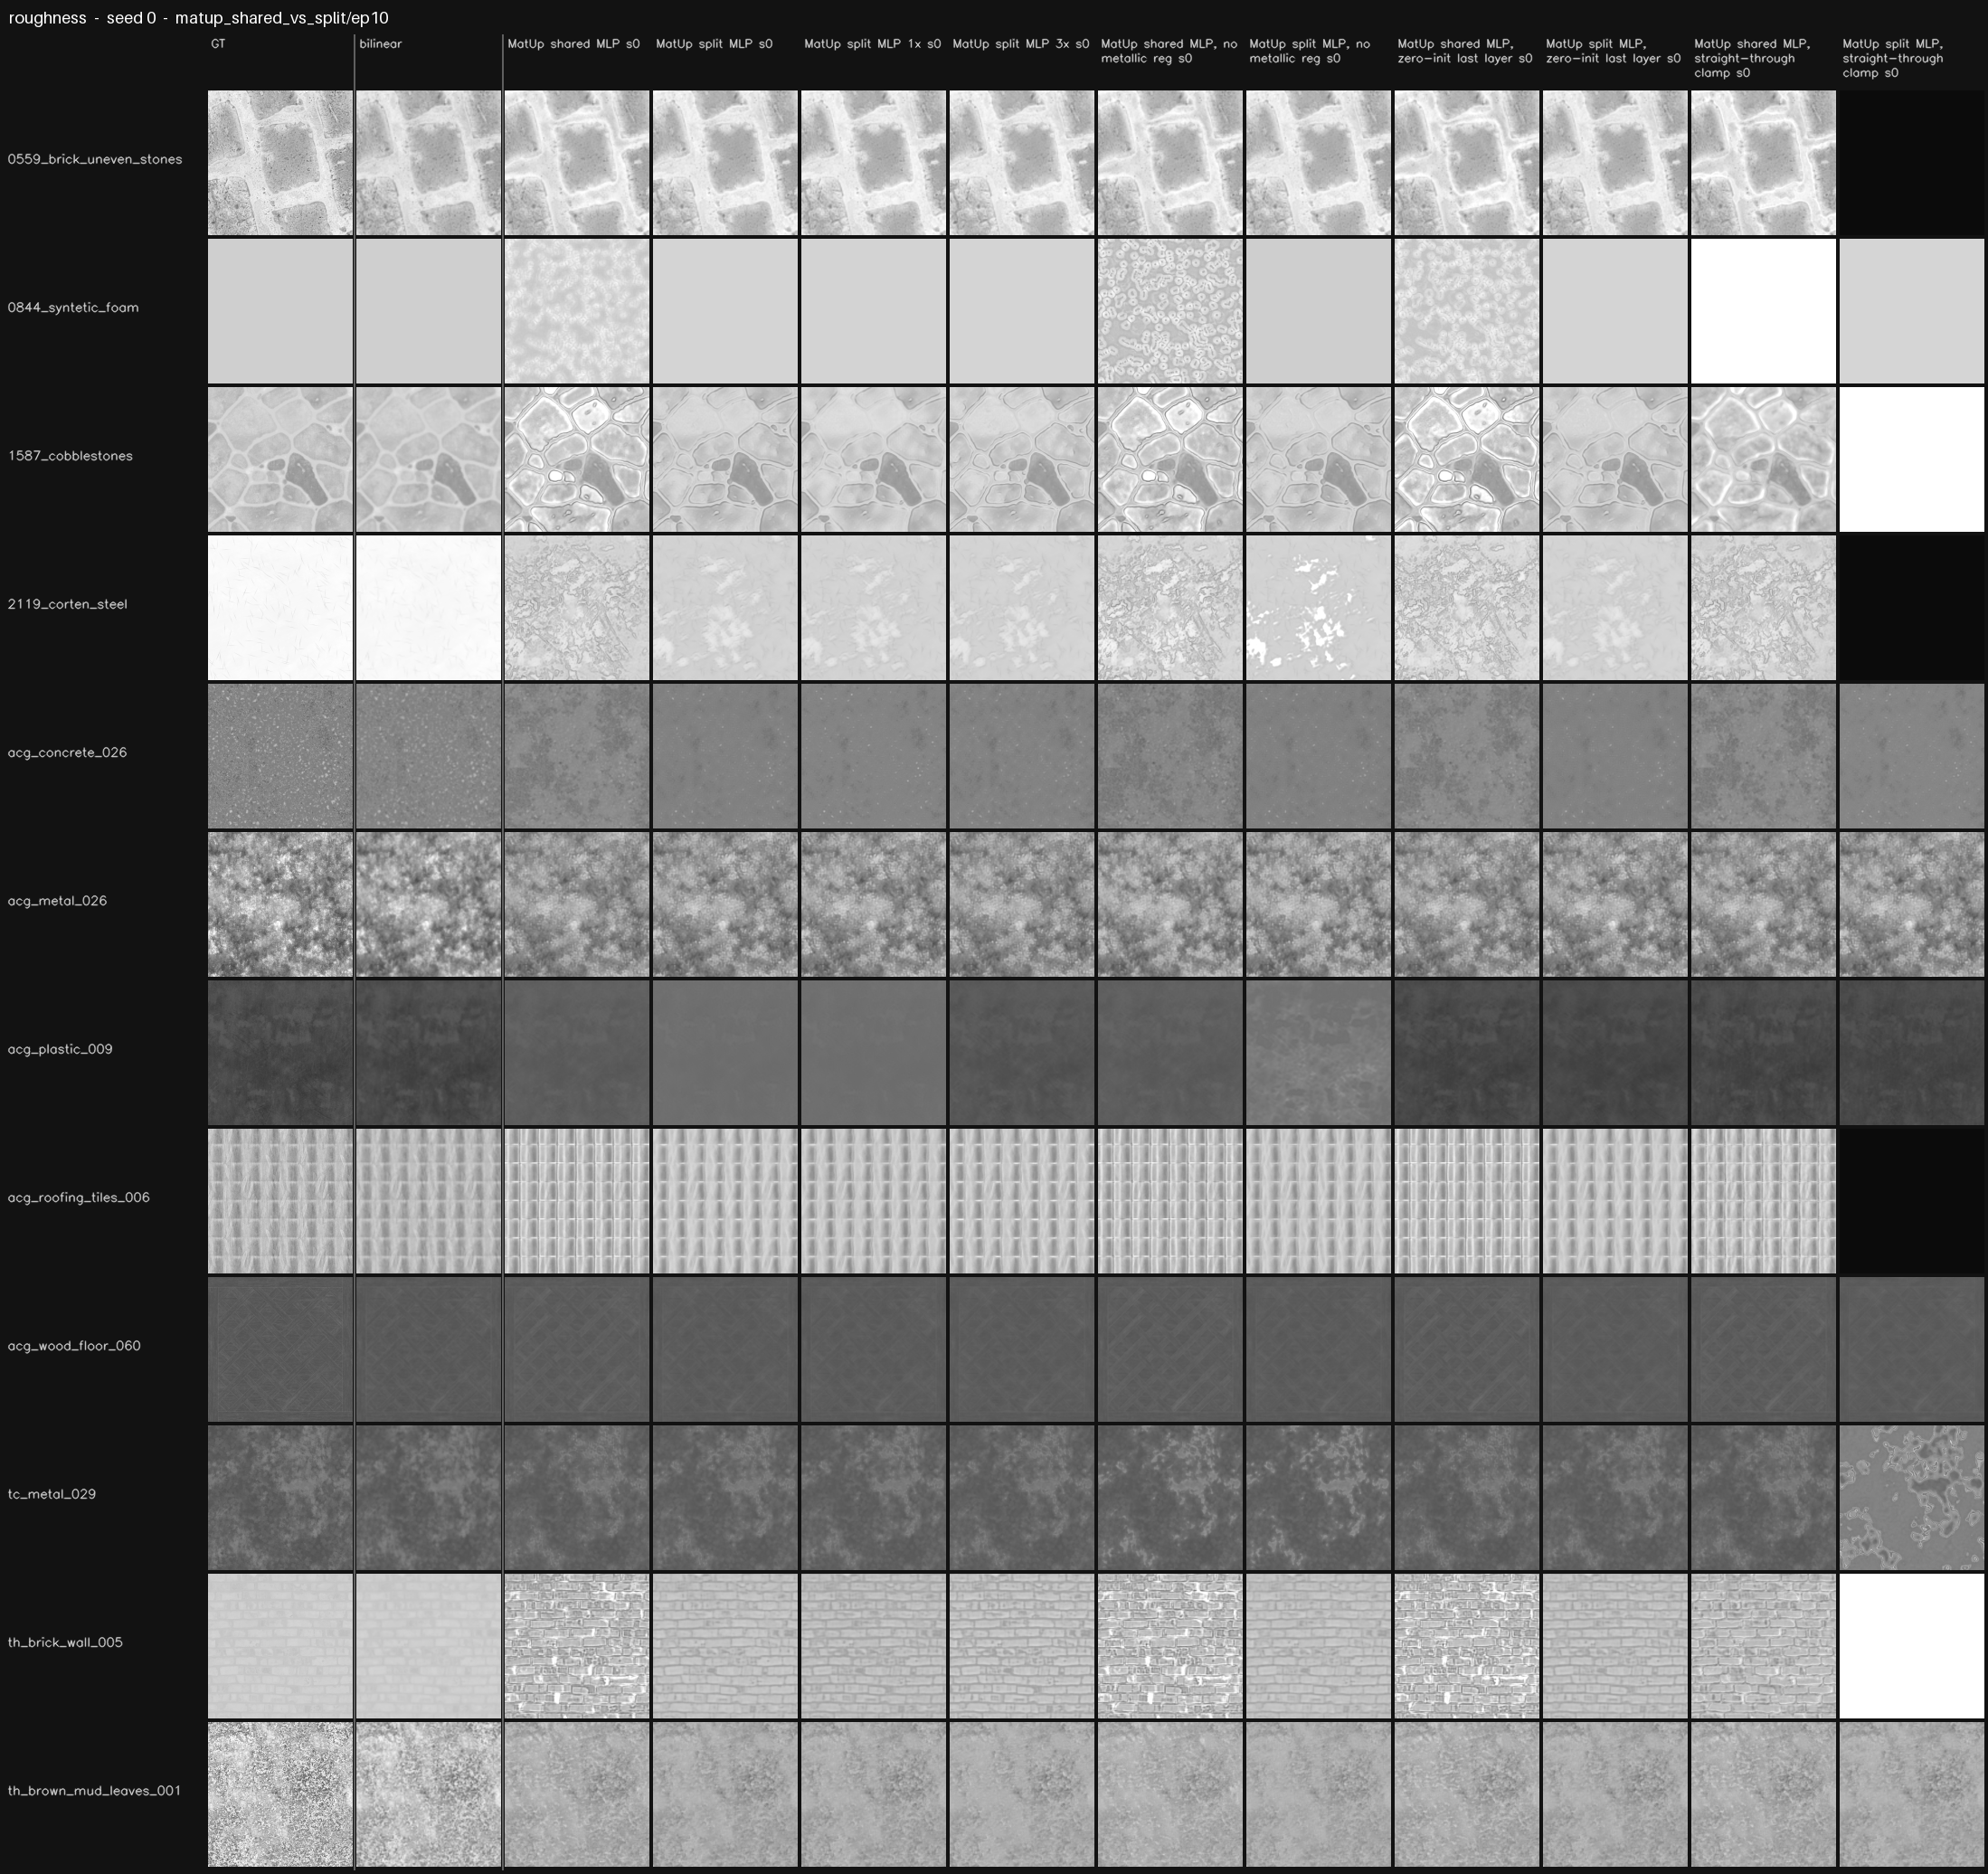 roughness - seed 0 - matup_shared_vs_split/ep10
GT
bilinear
MatUp shared MLP s0
MatUp split MLP s0
MatUp split MLP 1x s0
MatUp split MLP 3x s0
MatUp shared MLP, no
metallic reg s0
MatUp split MLP, no
metallic reg s0
MatUp shared MLP,
zero-init last layer s0
MatUp split MLP,
zero-init last layer s0
MatUp shared MLP,
straight-through
clamp s0
MatUp split MLP,
straight-through
clamp s0
0559_brick_uneven_stones
0844_syntetic_foam
1587_cobblestones
2119_corten_steel
acg_concrete_026
acg_metal_026
acg_plastic_009
acg_roofing_tiles_006
acg_wood_floor_060
tc_metal_029
th_brick_wall_005
th_brown_mud_leaves_001